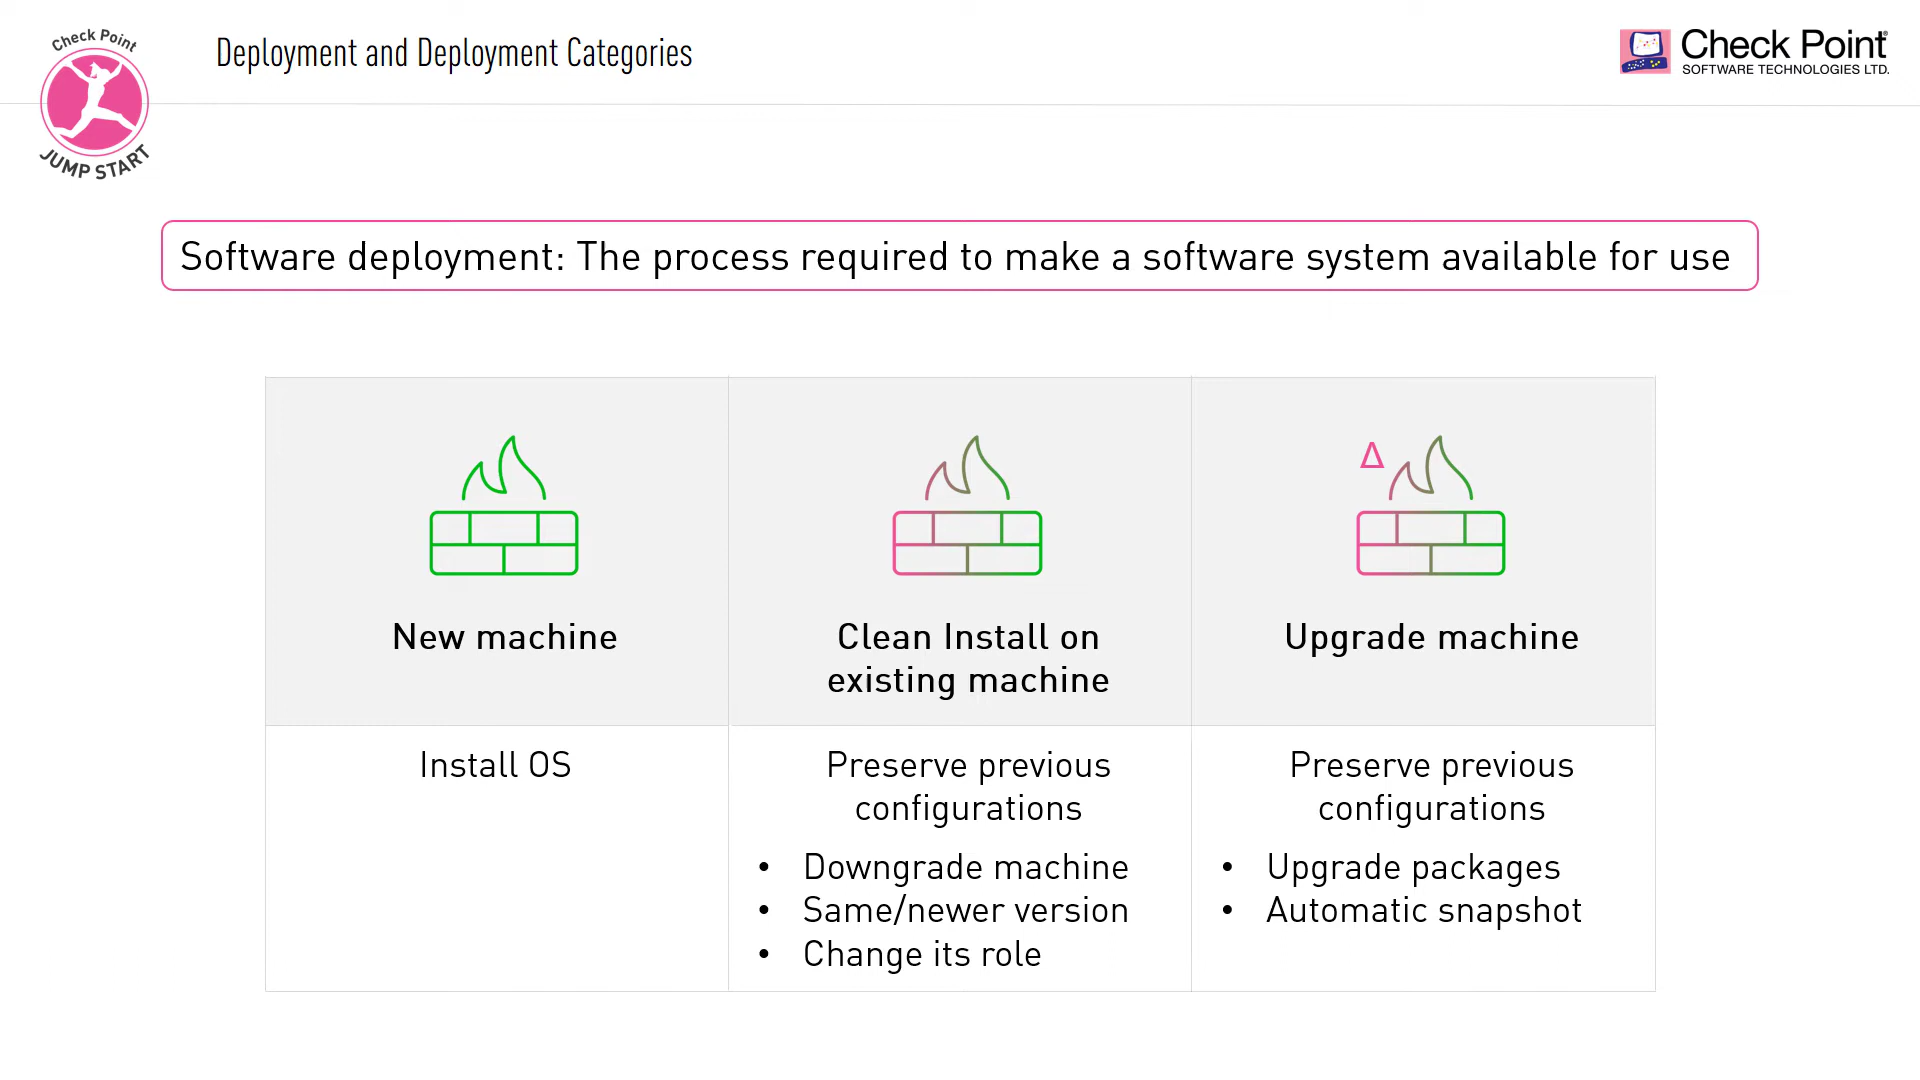 Check Point
JUMP START
Deployment and Deployment Categories
Check Point
SOFTWARE TECHNOLOGIES LTD.
Software deployment: The process required to make a software system available for use
New machine
Clean Install on
existing machine
Δ
Upgrade machine
Install OS
Preserve previous
configurations
• Downgrade machine
• Same/newer version
• Change its role
Preserve previous
configurations
• Upgrade packages
• Automatic snapshot